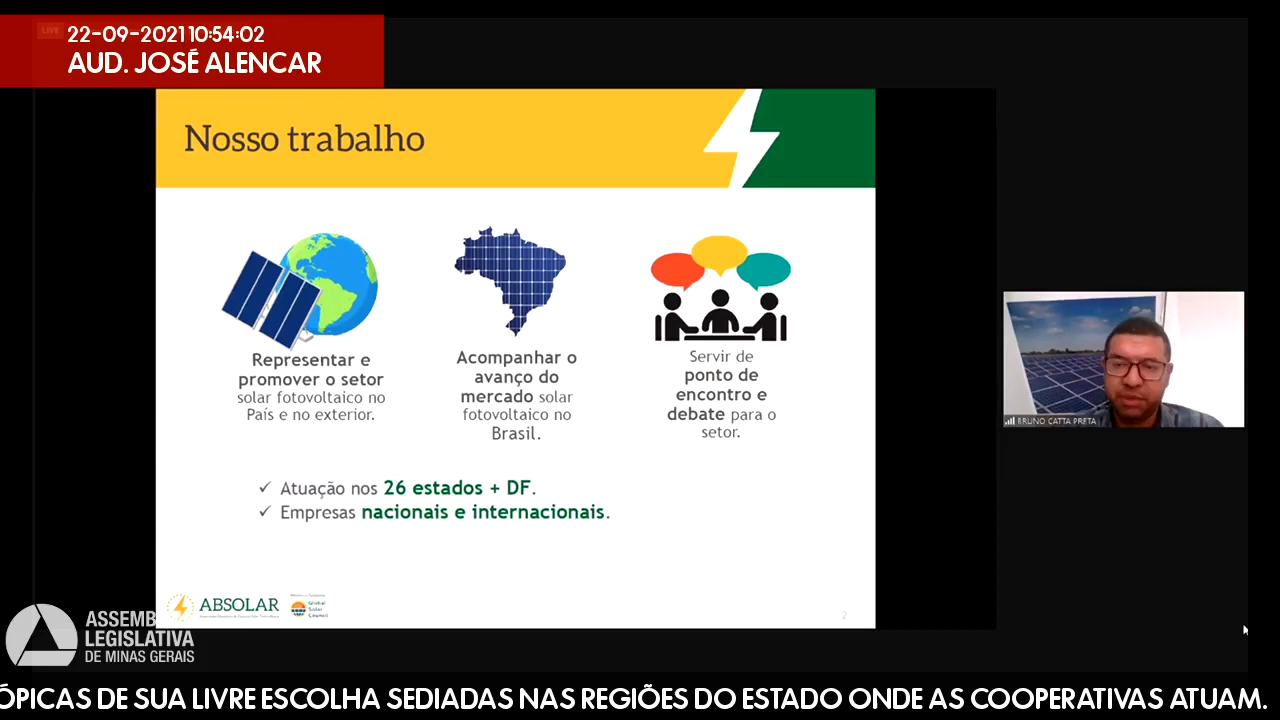 LIVE
22-09-2021 10:54:02
AUD. JOSÉ ALENCAR
Nosso trabalho
Representar e
promover o setor
solar fotovoltaico no
País e no exterior.
Acompanhar o
avanço do
mercado solar
fotovoltaico no
Brasil.
Servir de
ponto de
encontro e
debate para o
setor.
✓ Atuação nos 26 estados + DF.
✓ Empresas nacionais e internacionais.
BRUNO CATTA PRETA
ABSOLAR
Global
Solar
Council
2
ASSEMB
LEGISLATIVA
DE MINAS GERAIS
ÓPICAS DE SUA LIVRE ESCOLHA SEDIADAS NAS REGIÕES DO ESTADO ONDE AS COOPERATIVAS ATUAM.